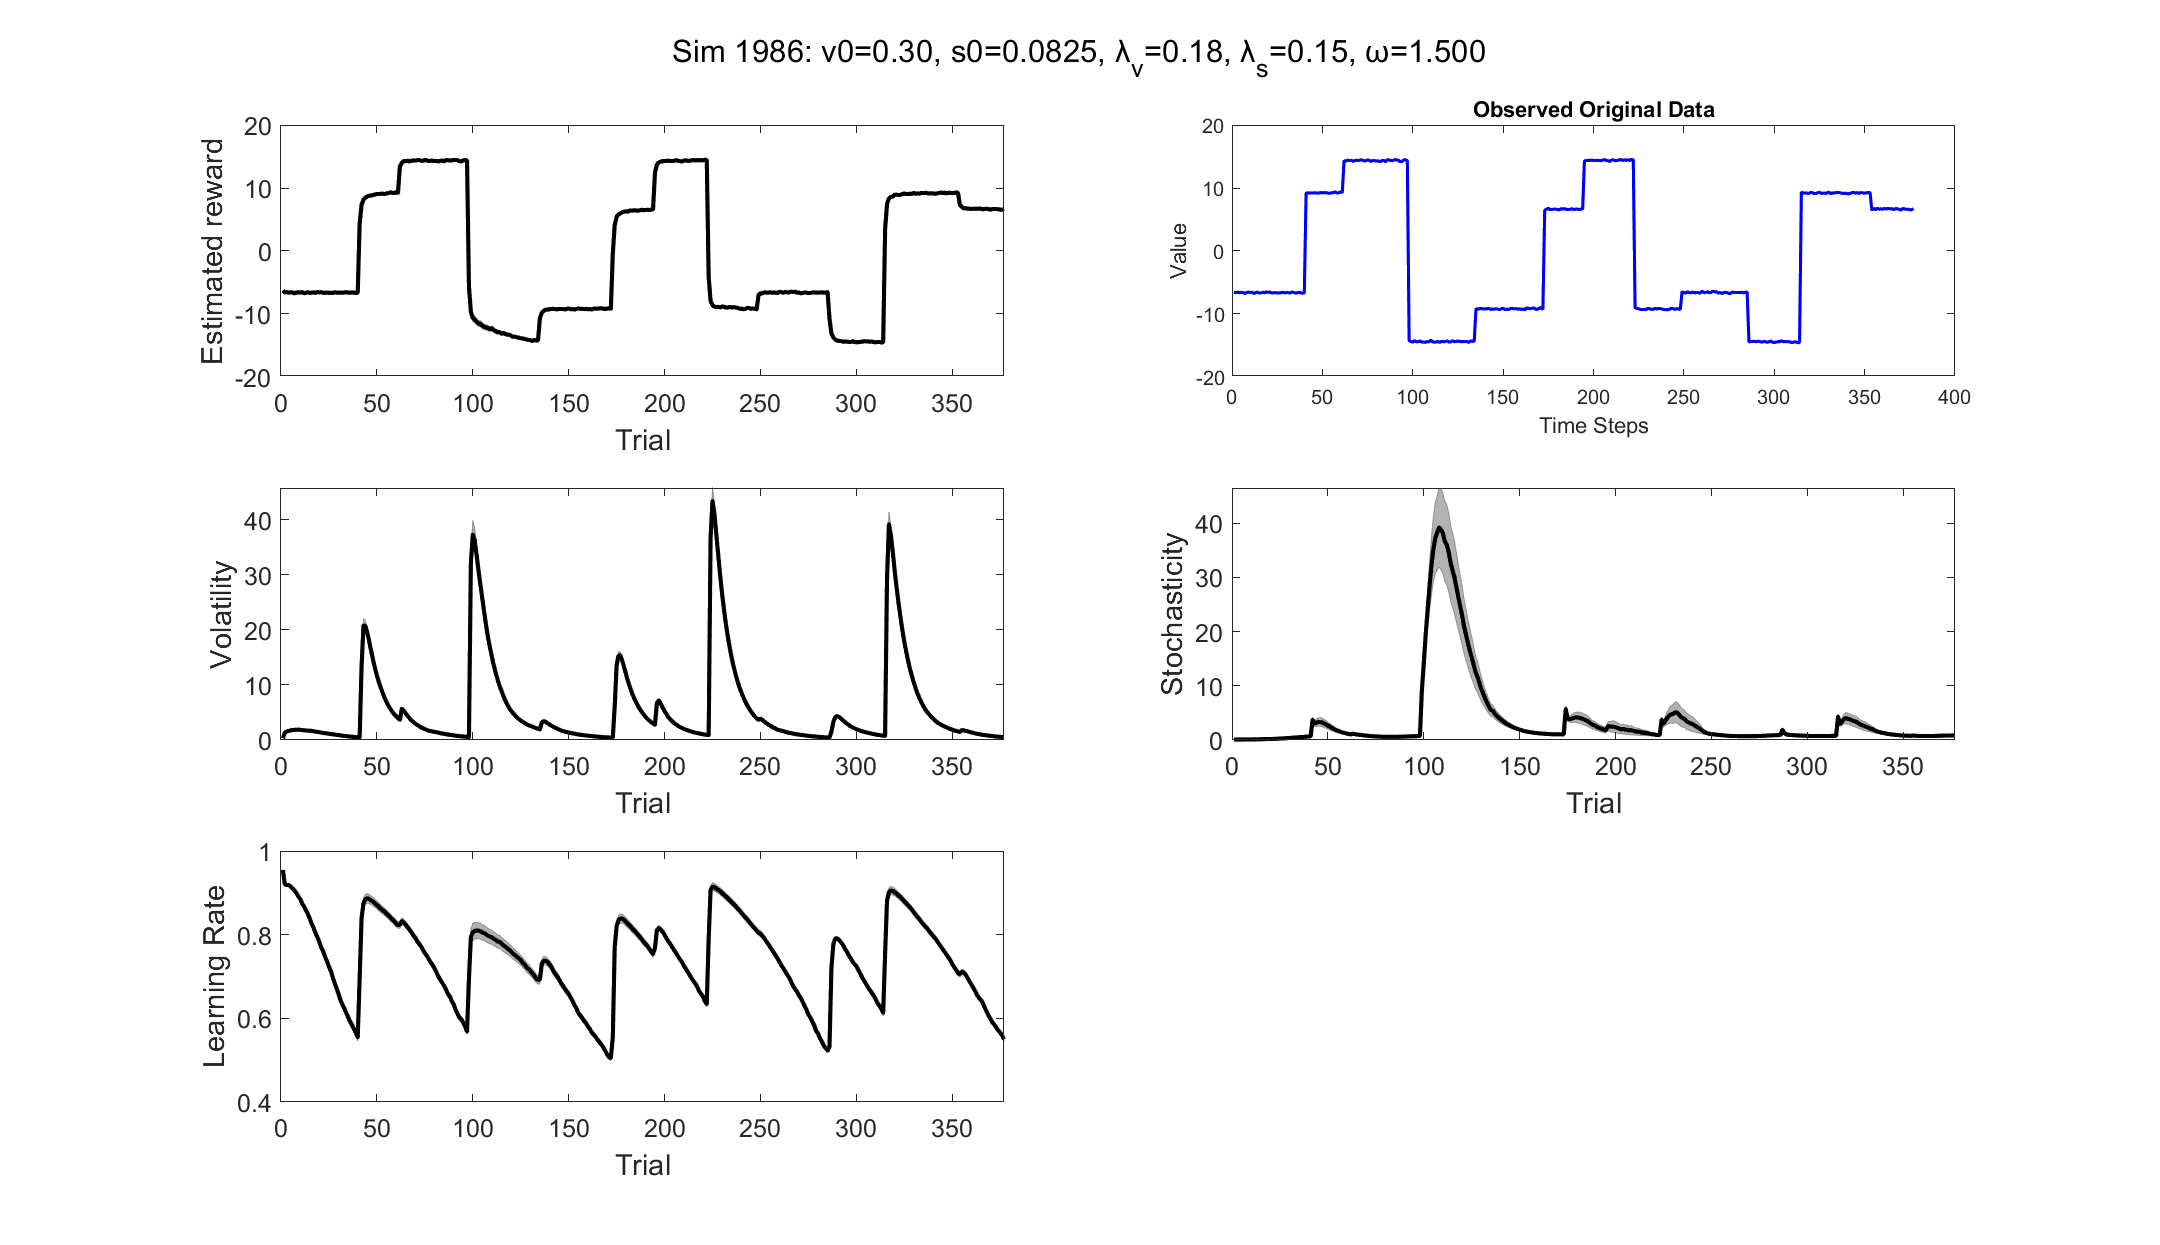 Sim 1986: v0=0.30, s0=0.0825, λv=0.18, λs=0.15, ω=1.500
Estimated reward
20
10
0
-10
-20
0 50 100 150 200 250 300 350
Trial
Observed Original Data
Value
20
10
0
-10
-20
0 50 100 150 200 250 300 350 400
Time Steps
Volatility
40
30
20
10
0
0 50 100 150 200 250 300 350
Trial
Stochasticity
40
30
20
10
0
0 50 100 150 200 250 300 350
Trial
Learning Rate
1
0.8
0.6
0.4
0 50 100 150 200 250 300 350
Trial